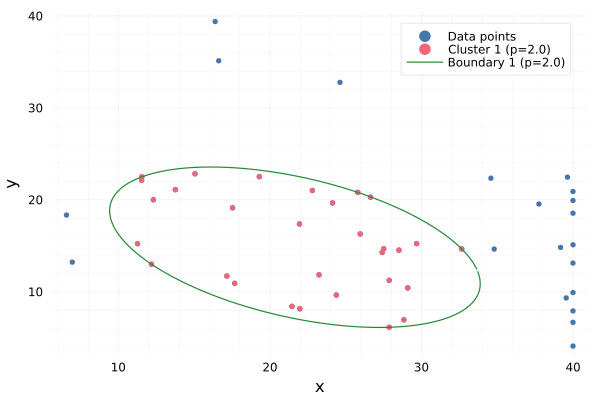 40
Data points
Cluster 1 (p=2.0)
Boundary 1 (p=2.0)
30
y
20
10
10 20 30 40
x